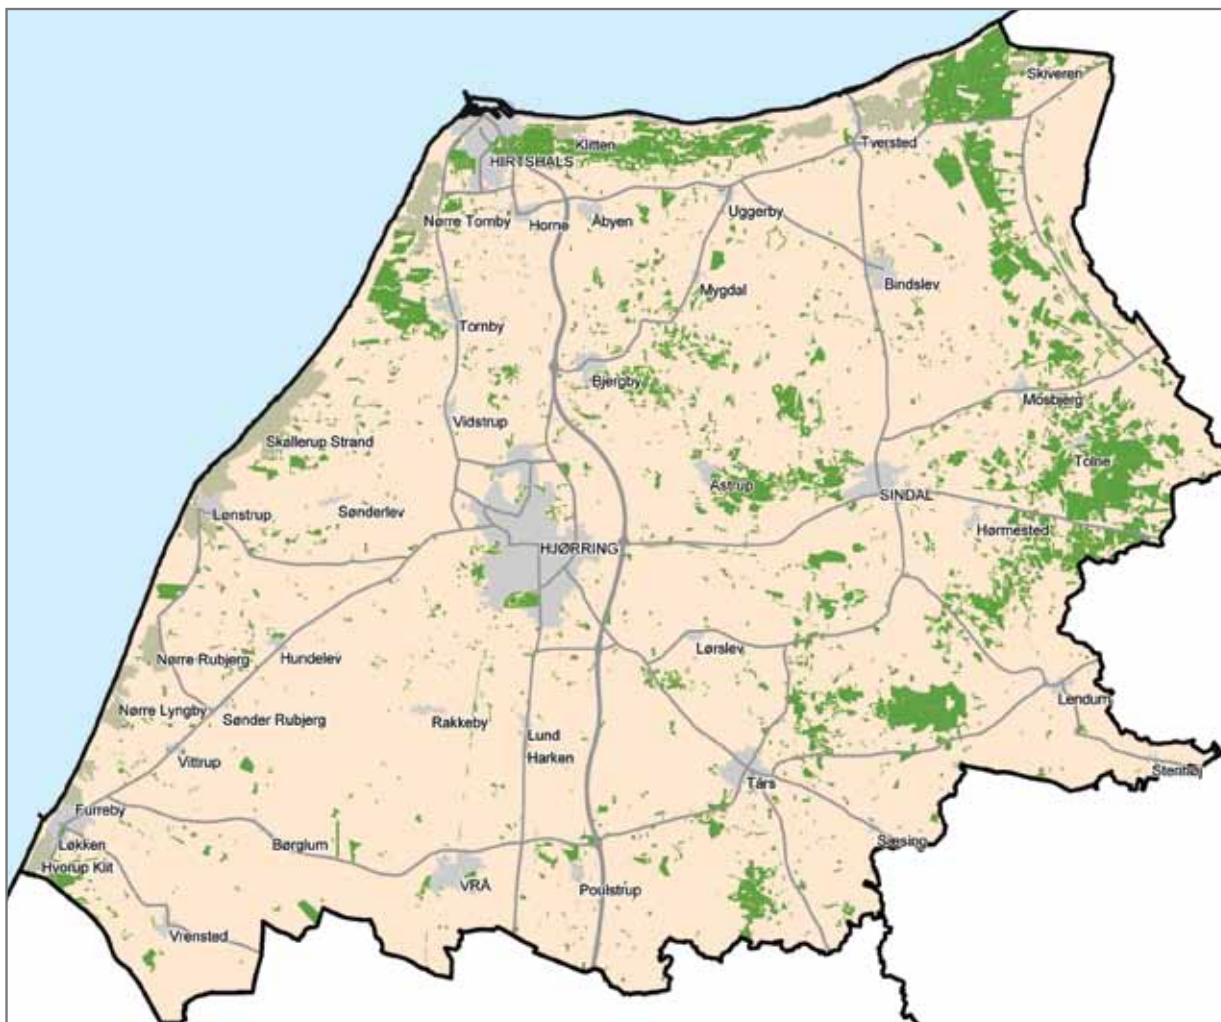 Skiveren
Klitten
Tversted
HIRTSHALS
Nørre Tornby
Horne
Åbyen
Uggerby
Mygdal
Bindslev
Tornby
Bjergby
Mosbjerg
Vidstrup
Skallerup Strand
Tolne
Astrup
SINDAL
Lønstrup
Sønderlev
Hørmested
HJØRRING
Lørslev
Nørre Rubjerg
Hundelev
Lendum
Nørre Lyngby
Sønder Rubjerg
Rakkeby
Lund
Harken
Vittrup
Stenhøj
Tårs
Furreby
Løkken
Børglum
Sæsing
Hvorup Klit
VRÅ
Poulstrup
Vrensted